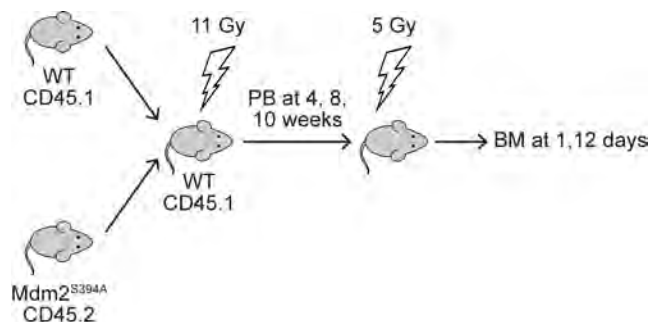 11 Gy
5 Gy
WT
CD45.1
PB at 4, 8,
10 weeks
BM at 1,12 days
WT
CD45.1
Mdm2S394A
CD45.2